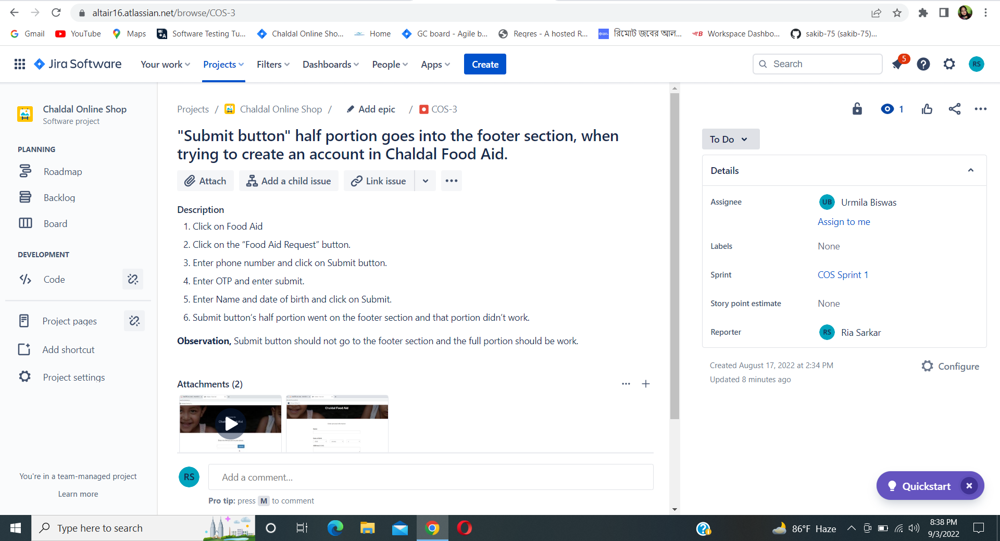 altair16.atlassian.net/browse/COS-3
Gmail YouTube Maps Software Testing Tu... Chaldal Online Sho... Home GC board - Agile b... Reqres - A hosted R... রিমোট জবের আল... Workspace Dashbo... sakib-75 (sakib-75)...
Jira Software Your work Projects Filters Dashboards People Apps Create Search 5 RS
Chaldal Online Shop
Software project
PLANNING
Roadmap
Backlog
Board
DEVELOPMENT
Code
Project pages
Add shortcut
Project settings
You're in a team-managed project
Learn more
Projects / Chaldal Online Shop / Add epic / COS-3
"Submit button" half portion goes into the footer section, when
trying to create an account in Chaldal Food Aid.
Attach Add a child issue Link issue
Description
1. Click on Food Aid
2. Click on the “Food Aid Request” button.
3. Enter phone number and click on Submit button.
4. Enter OTP and enter submit.
5. Enter Name and date of birth and click on Submit.
6. Submit button’s half portion went on the footer section and that portion didn’t work.
Observation, Submit button should not go to the footer section and the full portion should be work.
Attachments (2)
Chaldal Food Aid
RS Add a comment...
Pro tip: press M to comment
1
To Do
Details
Assignee UB Urmila Biswas
Assign to me
Labels None
Sprint COS Sprint 1
Story point estimate None
Reporter RS Ria Sarkar
Created August 17, 2022 at 2:34 PM
Configure
Updated 8 minutes ago
Quickstart
Type here to search
86°F Haze
8:38 PM
9/3/2022